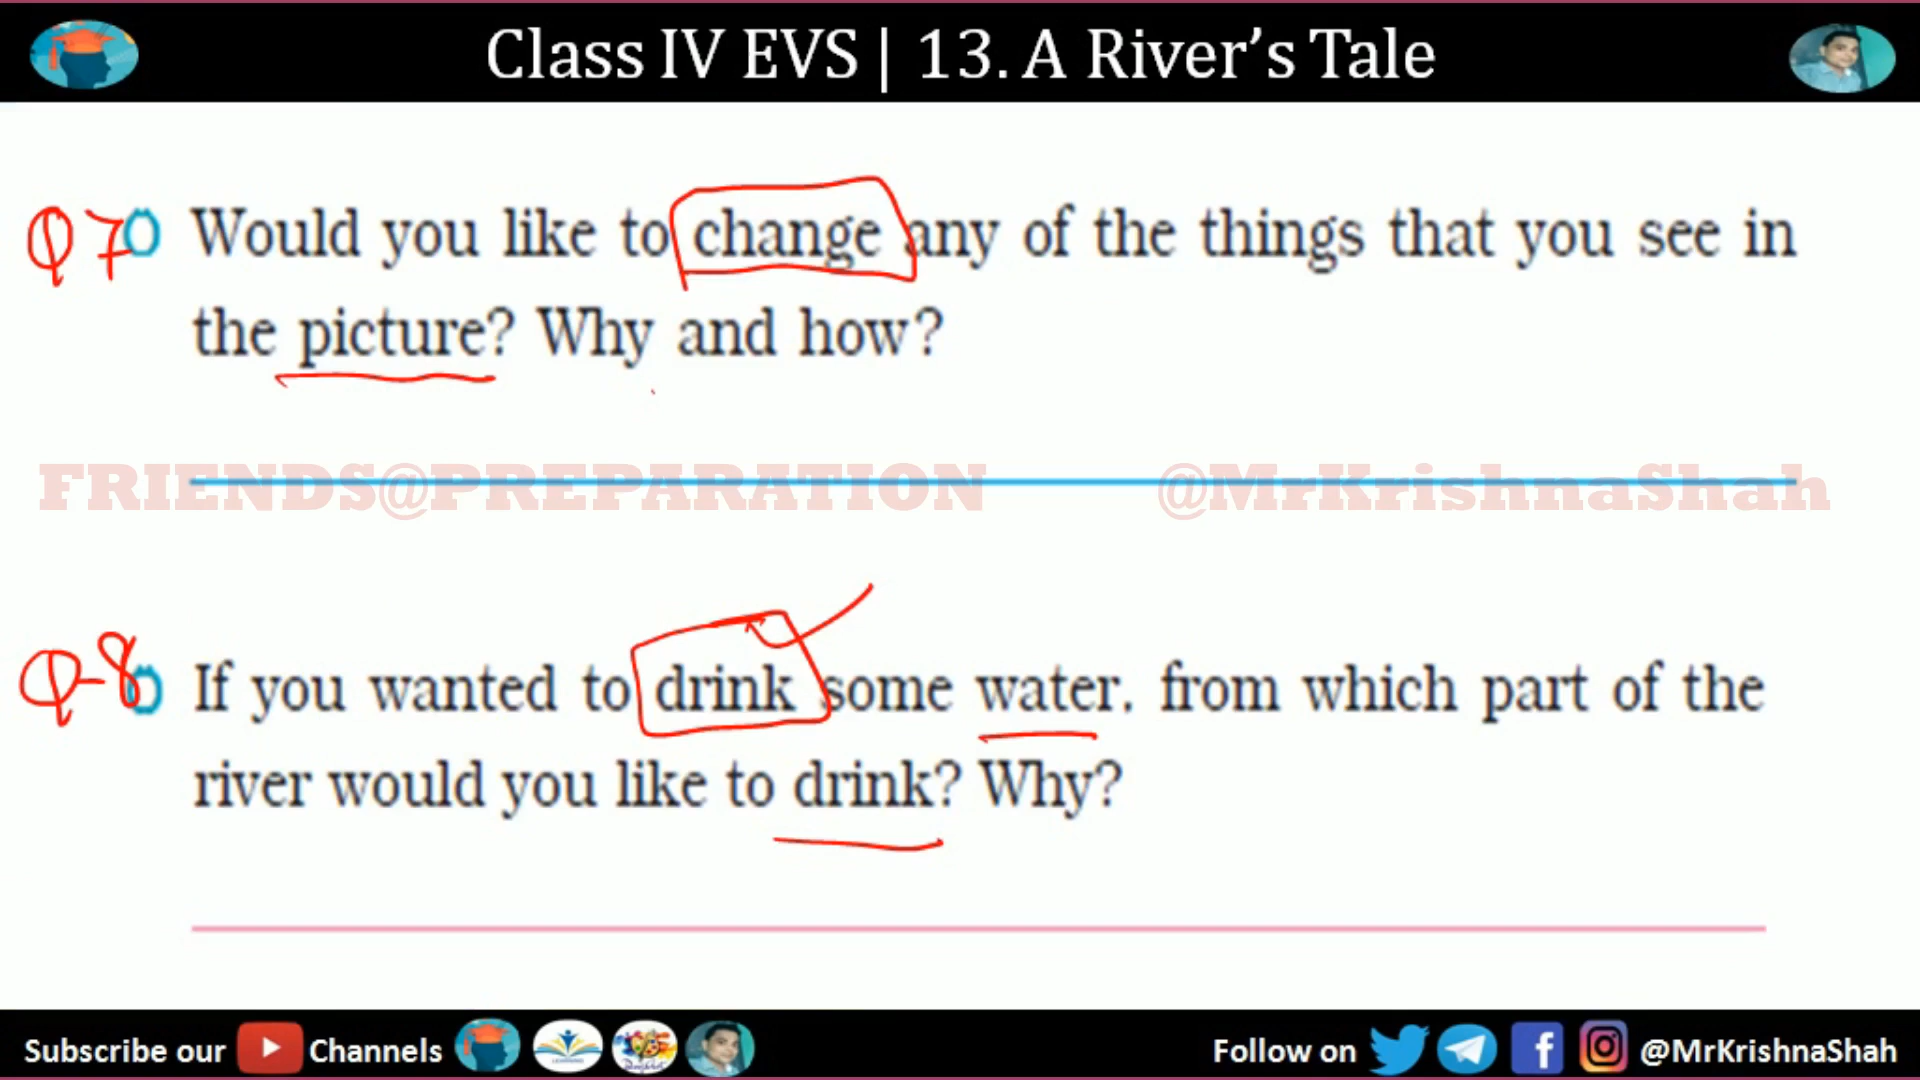 Class IV EVS | 13. A River's Tale
Q 7 Would you like to change any of the things that you see in
the picture? Why and how?
FRIENDS@PREPARATION @MrKrishnaShah
Q-8 If you wanted to drink some water, from which part of the
river would you like to drink? Why?
Subscribe our Channels Follow on @MrKrishnaShah